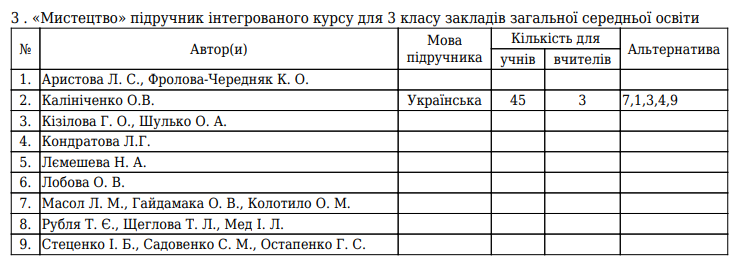 3 . «Мистецтво» підручник інтегрованого курсу для 3 класу закладів загальної середньої освіти
№ Автор(и) Мова підручника Кількість для Альтернатива
учнів вчителів
1. Аристова Л. С., Фролова-Чередняк К. О.
2. Калініченко О.В. Українська 45 3 7,1,3,4,9
3. Кізілова Г. О., Шулько О. А.
4. Кондратова Л.Г.
5. Лємешева Н. А.
6. Лобова О. В.
7. Масол Л. М., Гайдамака О. В., Колотило О. М.
8. Рубля Т. Є., Щеглова Т. Л., Мед І. Л.
9. Стеценко І. Б., Садовенко С. М., Остапенко Г. С.